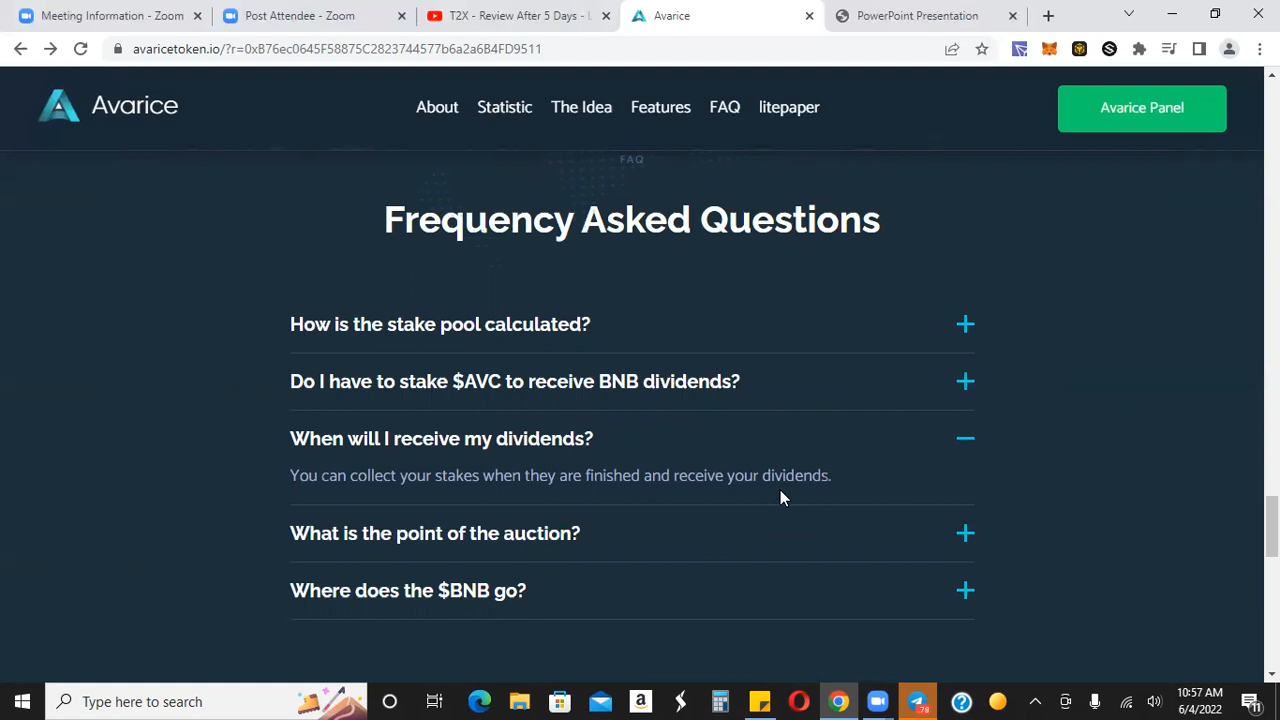 Meeting Information - Zoom
Post Attendee - Zoom
T2X - Review After 5 Days - L
Avarice
PowerPoint Presentation
avaricetoken.io/?r=0xB76ec0645F58875C2823744577b6a2a6B4FD9511
Avarice
About
Statistic
The Idea
Features
FAQ
litepaper
Avarice Panel
FAQ
Frequency Asked Questions
How is the stake pool calculated?
Do I have to stake $AVC to receive BNB dividends?
When will I receive my dividends?
You can collect your stakes when they are finished and receive your dividends.
What is the point of the auction?
Where does the $BNB go?
Type here to search
78
10:57 AM
6/4/2022
11